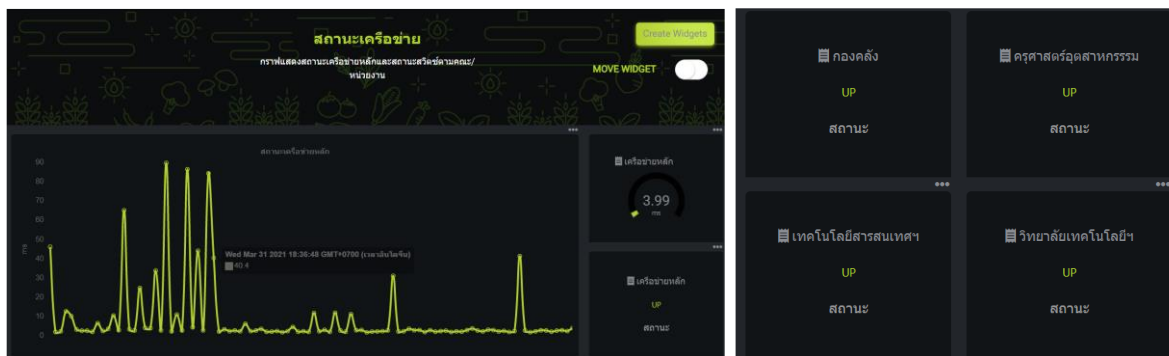 สถานะเครือข่าย
Create Widgets
กราฟแสดงสถานะเครือข่ายหลักและสถานะสวิตช์ตามคณะ/
หน่วยงาน
MOVE WIDGET
สถานะเครือข่ายหลัก
90
80
70
60
50
40
30
20
10
0
ms
Wed Mar 31 2021 18:36:48 GMT+0700 (เวลาอินโดจีน)
40.4
เครือข่ายหลัก
3.99
ms
เครือข่ายหลัก
UP
สถานะ
กองคลัง
UP
สถานะ
ครุศาสตร์อุตสาหกรรม
UP
สถานะ
เทคโนโลยีสารสนเทศฯ
UP
สถานะ
วิทยาลัยเทคโนโลยีฯ
UP
สถานะ